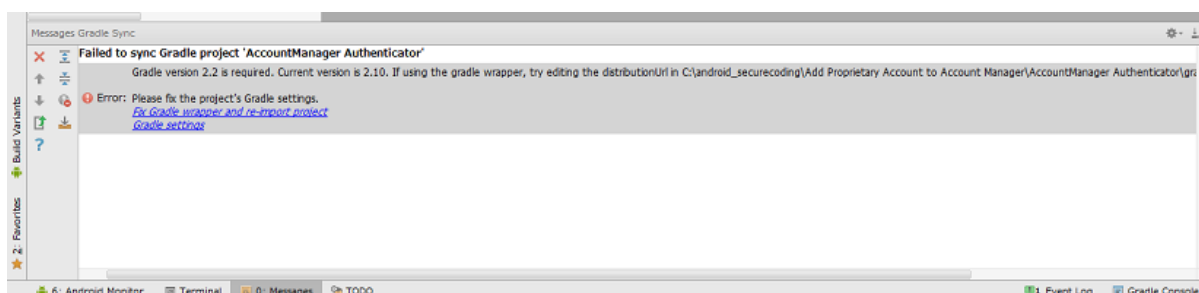 Messages Gradle Sync
Failed to sync Gradle project 'AccountManager Authenticator'
Gradle version 2.2 is required. Current version is 2.10. If using the gradle wrapper, try editing the distributionUrl in C:\android_securecoding\Add Proprietary Account to Account Manager\AccountManager Authenticator\gra
Error: Please fix the project's Gradle settings.
Fix Gradle wrapper and re-import project
Gradle settings
Build Variants
2: Favorites
6: Android Monitor Terminal 0: Messages TODO 1 Event Log Gradle Console